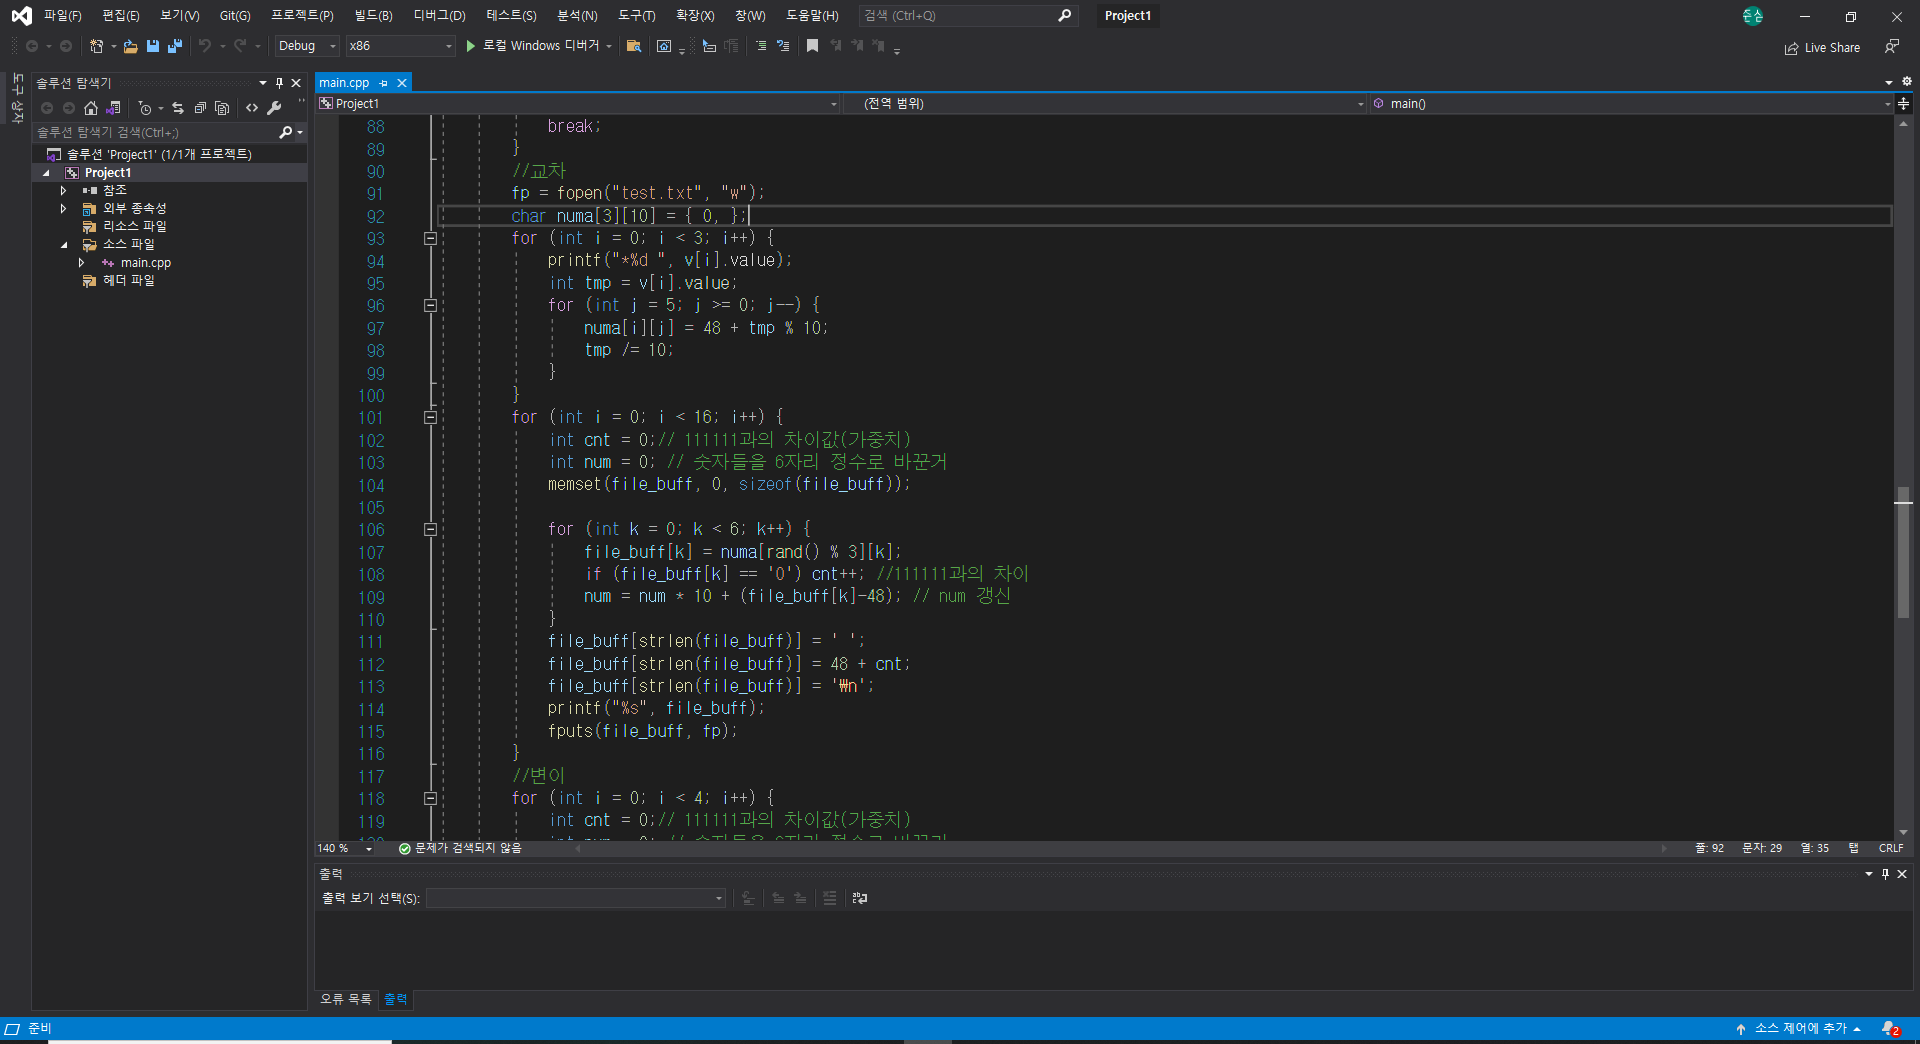 파일(F) 편집(E) 보기(V) Git(G) 프로젝트(P) 빌드(B) 디버그(D) 테스트(S) 분석(N) 도구(T) 확장(X) 창(W) 도움말(H) 검색 (Ctrl+Q) Project1 준손
Debug x86 로컬 Windows 디버거 Live Share
도구 상자
솔루션 탐색기
솔루션 탐색기 검색(Ctrl+;)
솔루션 'Project1' (1/1개 프로젝트)
Project1
참조
외부 종속성
리소스 파일
소스 파일
main.cpp
헤더 파일
main.cpp
Project1 (전역 범위) main()
88 break;
89 }
90 //교차
91 fp = fopen("test.txt", "w");
92 char numa[3][10] = { 0, };
93 for (int i = 0; i < 3; i++) {
94 printf("*%d ", v[i].value);
95 int tmp = v[i].value;
96 for (int j = 5; j >= 0; j--) {
97 numa[i][j] = 48 + tmp % 10;
98 tmp /= 10;
99 }
100 }
101 for (int i = 0; i < 16; i++) {
102 int cnt = 0;// 111111과의 차이값(가중치)
103 int num = 0; // 숫자들을 6자리 정수로 바꾼거
104 memset(file_buff, 0, sizeof(file_buff));
105
106 for (int k = 0; k < 6; k++) {
107 file_buff[k] = numa[rand() % 3][k];
108 if (file_buff[k] == '0') cnt++; //111111과의 차이
109 num = num * 10 + (file_buff[k]-48); // num 갱신
110 }
111 file_buff[strlen(file_buff)] = ' ';
112 file_buff[strlen(file_buff)] = 48 + cnt;
113 file_buff[strlen(file_buff)] = '₩n';
114 printf("%s", file_buff);
115 fputs(file_buff, fp);
116 }
117 //변이
118 for (int i = 0; i < 4; i++) {
119 int cnt = 0;// 111111과의 차이값(가중치)
140 % 문제가 검색되지 않음 줄: 92 문자: 29 열: 35 탭 CRLF
출력
출력 보기 선택(S):
오류 목록 출력
준비 소스 제어에 추가 2